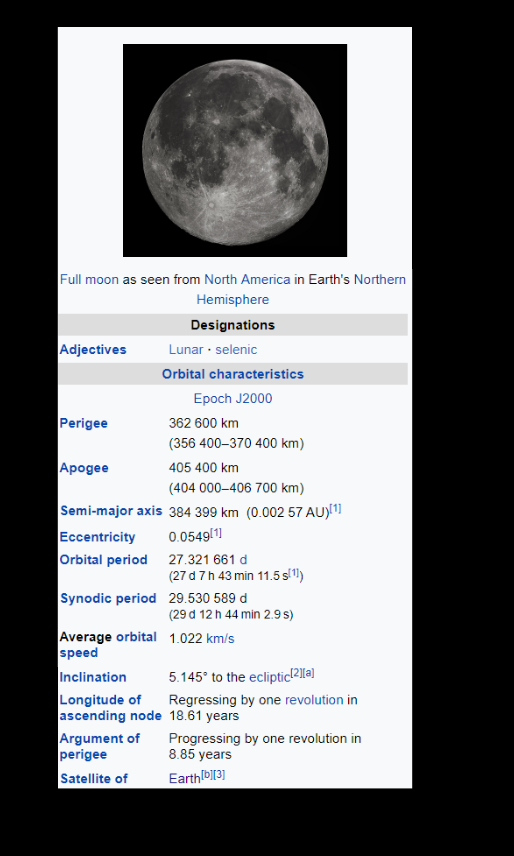 Full moon as seen from North America in Earth's Northern
Hemisphere
Designations
Adjectives Lunar · selenic
Orbital characteristics
Epoch J2000
Perigee 362 600 km
(356 400–370 400 km)
Apogee 405 400 km
(404 000–406 700 km)
Semi-major axis 384 399 km (0.002 57 AU)[1]
Eccentricity 0.0549[1]
Orbital period 27.321 661 d
(27 d 7 h 43 min 11.5 s[1])
Synodic period 29.530 589 d
(29 d 12 h 44 min 2.9 s)
Average orbital speed 1.022 km/s
Inclination 5.145° to the ecliptic[2][a]
Longitude of ascending node Regressing by one revolution in
18.61 years
Argument of perigee Progressing by one revolution in
8.85 years
Satellite of Earth[b][3]